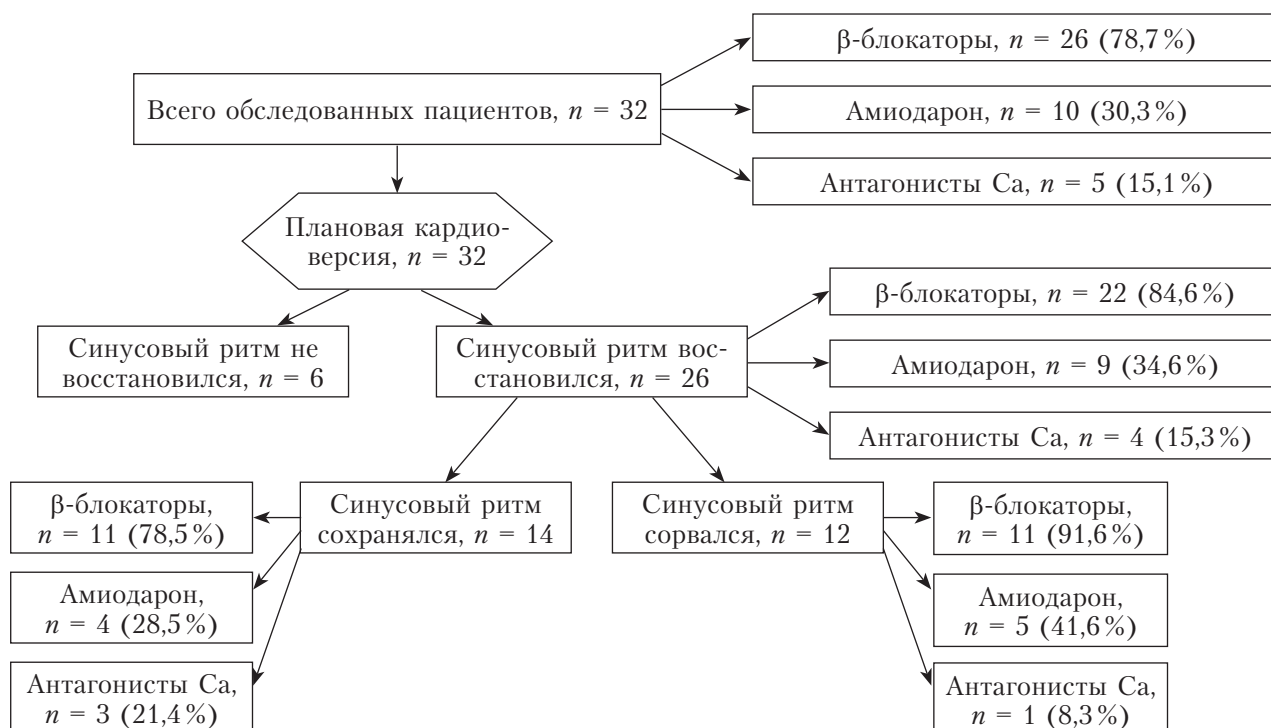 β-блокаторы, n = 26 (78,7%)
Всего обследованных пациентов, n = 32
Амиодарон, n = 10 (30,3%)
Антагонисты Ca, n = 5 (15,1%)
Плановая кардио-
версия, n = 32
β-блокаторы, n = 22 (84,6%)
Синусовый ритм не
восстановился, n = 6
Синусовый ритм вос-
становился, n = 26
Амиодарон, n = 9 (34,6%)
Антагонисты Ca, n = 4 (15,3%)
β-блокаторы,
n = 11 (78,5%)
Синусовый ритм
сохранялся, n = 14
Синусовый ритм
сорвался, n = 12
β-блокаторы,
n = 11 (91,6%)
Амиодарон,
n = 4 (28,5%)
Амиодарон,
n = 5 (41,6%)
Антагонисты Ca,
n = 3 (21,4%)
Антагонисты Ca,
n = 1 (8,3%)